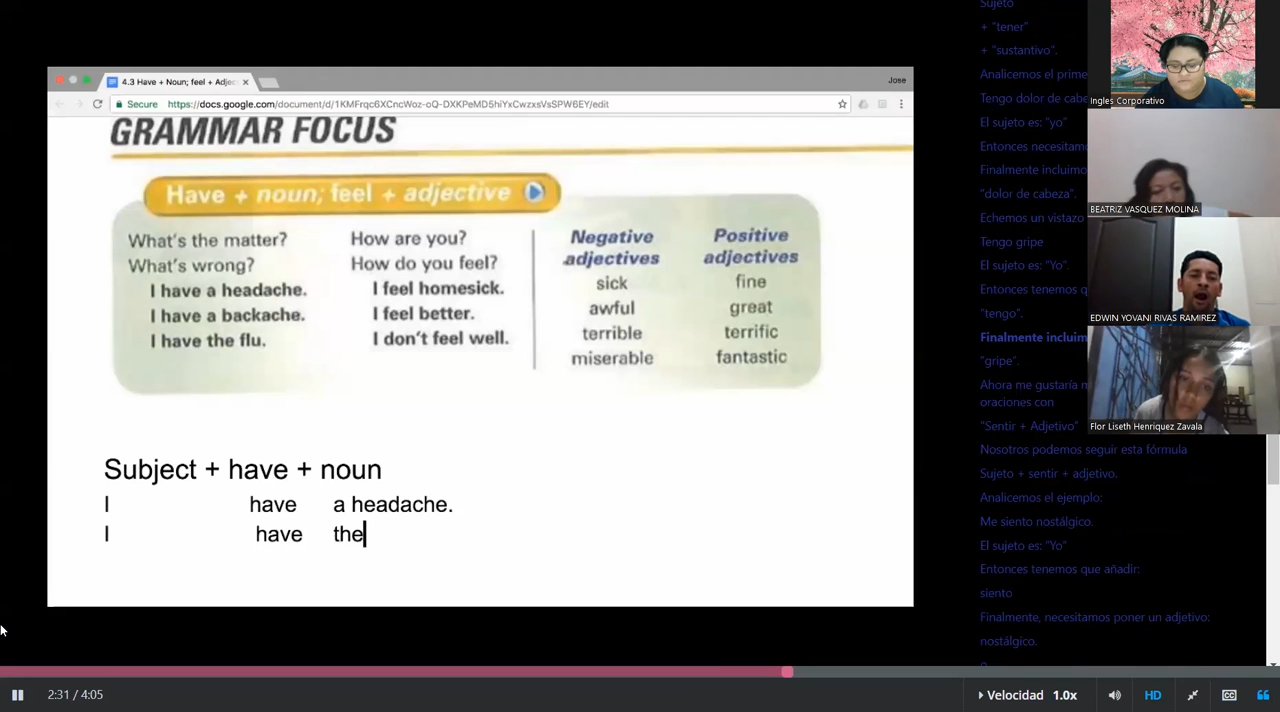 4.3 Have + Noun; feel + Adjec
Jose
Secure
https://docs.google.com/document/d/1KMFrqc6XCncWoz-oQ-DXKPeMD5hiYxCwzxsVsSPW6EY/edit
GRAMMAR FOCUS
Have + noun; feel + adjective
What's the matter?
What's wrong?
I have a headache.
I have a backache.
I have the flu.
How are you?
How do you feel?
I feel homesick.
I feel better.
I don't feel well.
Negative
adjectives
sick
awful
terrible
miserable
Positive
adjectives
fine
great
terrific
fantastic
Subject + have + noun
I have a headache.
I have the
Sujeto
+ "tener"
+ "sustantivo".
Analicemos el prime
Tengo dolor de cabe
El sujeto es: "yo"
Entonces necesitamo
Finalmente incluimo
"dolor de cabeza".
Echemos un vistazo
Tengo gripe
El sujeto es: "Yo".
Entonces tenemos q
"tengo".
Finalmente incluim
"gripe".
Ahora me gustaría m
oraciones con
"Sentir + Adjetivo"
Nosotros podemos seguir esta fórmula
Sujeto + sentir + adjetivo.
Analicemos el ejemplo:
Me siento nostálgico.
El sujeto es: "Yo"
Entonces tenemos que añadir:
siento
Finalmente, necesitamos poner un adjetivo:
nostálgico.
Ingles Corporativo
BEATRIZ VASQUEZ MOLINA
EDWIN YOVANI RIVAS RAMIREZ
Flor Liseth Henriquez Zavala
2:31 / 4:05
Velocidad 1.0x
HD
CC